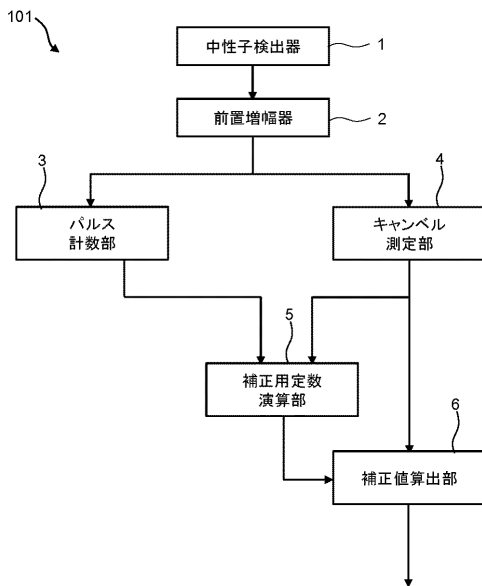 101
中性子検出器
1
前置増幅器
2
3
パルス
計数部
4
キャンベル
測定部
5
補正用定数
演算部
6
補正値算出部